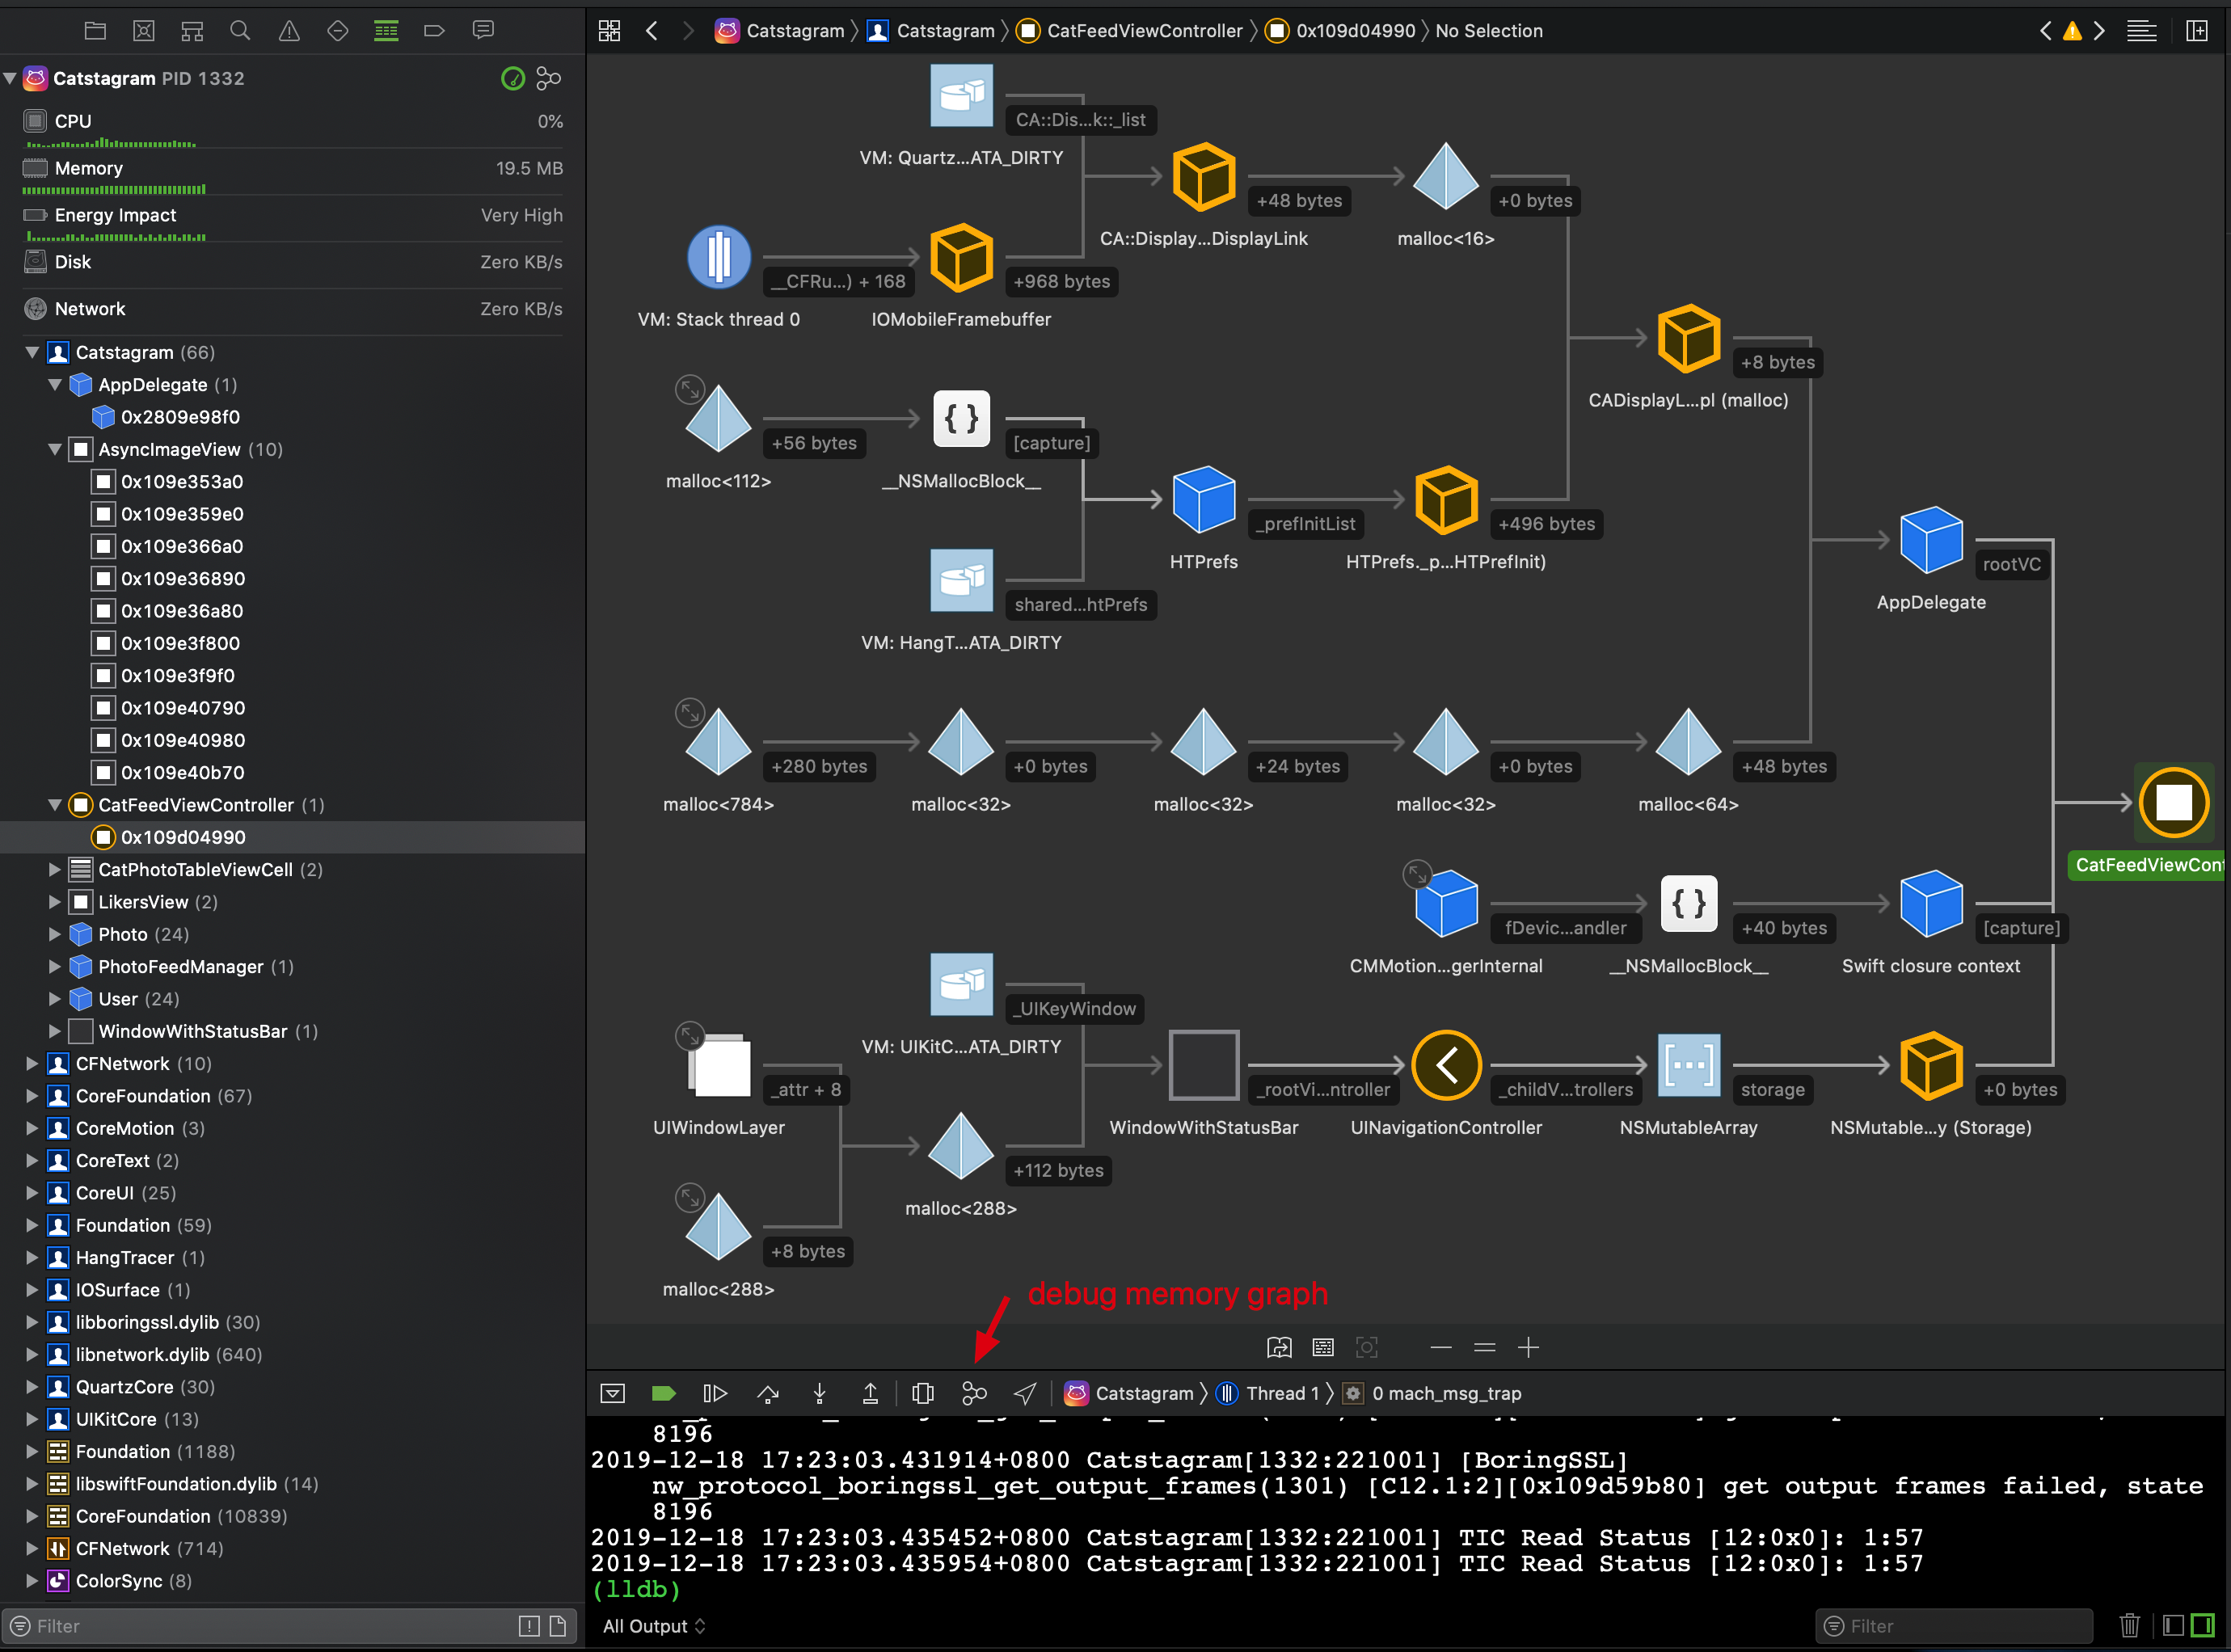 Catstagram PID 1332
CPU 0%
Memory 19.5 MB
Energy Impact Very High
Disk Zero KB/s
Network Zero KB/s
Catstagram (66)
AppDelegate (1)
0x2809e98f0
AsyncImageView (10)
0x109e353a0
0x109e359e0
0x109e366a0
0x109e36890
0x109e36a80
0x109e3f800
0x109e3f9f0
0x109e40790
0x109e40980
0x109e40b70
CatFeedViewController (1)
0x109d04990
CatPhotoTableViewCell (2)
LikersView (2)
Photo (24)
PhotoFeedManager (1)
User (24)
WindowWithStatusBar (1)
CFNetwork (10)
CoreFoundation (67)
CoreMotion (3)
CoreText (2)
CoreUI (25)
Foundation (59)
HangTracer (1)
IOSurface (1)
libboringssl.dylib (30)
libnetwork.dylib (640)
QuartzCore (30)
UIKitCore (13)
Foundation (1188)
libswiftFoundation.dylib (14)
CoreFoundation (10839)
CFNetwork (714)
ColorSync (8)
Filter
Catstagram Catstagram CatFeedViewController 0x109d04990 No Selection
CA::Dis...k::_list
VM: Quartz...ATA_DIRTY
+48 bytes
+0 bytes
CA::Display...DisplayLink
malloc<16>
__CFRu...) + 168
+968 bytes
VM: Stack thread 0
IOMobileFramebuffer
+8 bytes
CADisplayL...pl (malloc)
+56 bytes
[capture]
malloc<112>
__NSMallocBlock__
_prefInitList
+496 bytes
HTPrefs
HTPrefs._p...HTPrefInit)
rootVC
AppDelegate
shared...htPrefs
VM: HangT...ATA_DIRTY
+280 bytes
+0 bytes
+24 bytes
+0 bytes
+48 bytes
malloc<784>
malloc<32>
malloc<32>
malloc<32>
malloc<64>
CatFeedViewCont
fDevic...andler
+40 bytes
[capture]
CMMotion...gerInternal
__NSMallocBlock__
Swift closure context
_UIKeyWindow
VM: UIKitC...ATA_DIRTY
_attr + 8
_rootVi...ntroller
_childV...trollers
storage
+0 bytes
UIWindowLayer
WindowWithStatusBar
UINavigationController
NSMutableArray
NSMutable...y (Storage)
+112 bytes
malloc<288>
+8 bytes
malloc<288>
debug memory graph
Catstagram Thread 1 0 mach_msg_trap
8196
2019-12-18 17:23:03.431914+0800 Catstagram[1332:221001] [BoringSSL]
nw_protocol_boringssl_get_output_frames(1301) [C12.1:2][0x109d59b80] get output frames failed, state
8196
2019-12-18 17:23:03.435452+0800 Catstagram[1332:221001] TIC Read Status [12:0x0]: 1:57
2019-12-18 17:23:03.435954+0800 Catstagram[1332:221001] TIC Read Status [12:0x0]: 1:57
(lldb)
All Output
Filter